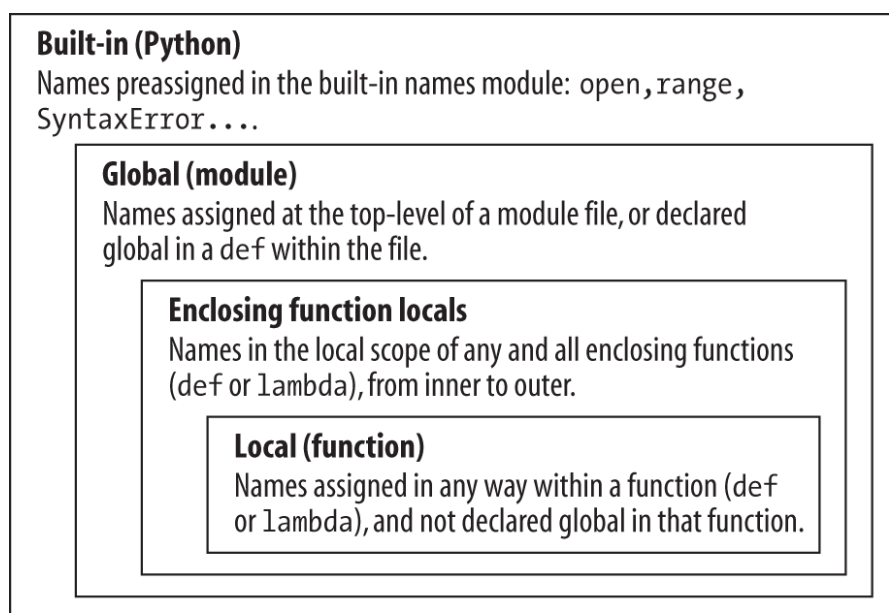 Built-in (Python)
Names preassigned in the built-in names module: open,range,
SyntaxError....
Global (module)
Names assigned at the top-level of a module file, or declared
global in a def within the file.
Enclosing function locals
Names in the local scope of any and all enclosing functions
(def or lambda), from inner to outer.
Local (function)
Names assigned in any way within a function (def
or lambda), and not declared global in that function.